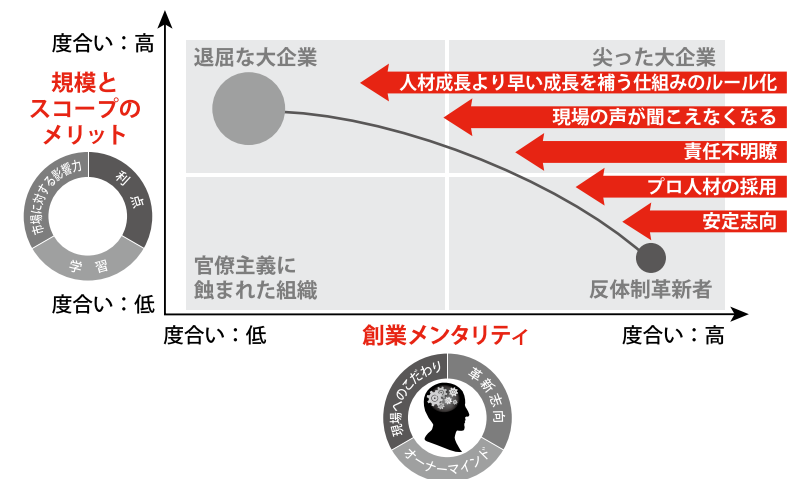 度合い：高
規模と
スコープの
メリット
市場に対する影響力
利点
学習
度合い：低
退屈な大企業
尖った大企業
人材成長より早い成長を補う仕組みのルール化
現場の声が聞こえなくなる
責任不明瞭
プロ人材の採用
安定志向
官僚主義に
蝕まれた組織
反体制革新者
度合い：低
創業メンタリティ
度合い：高
現場へのこだわり
革新志向
オーナーマインド